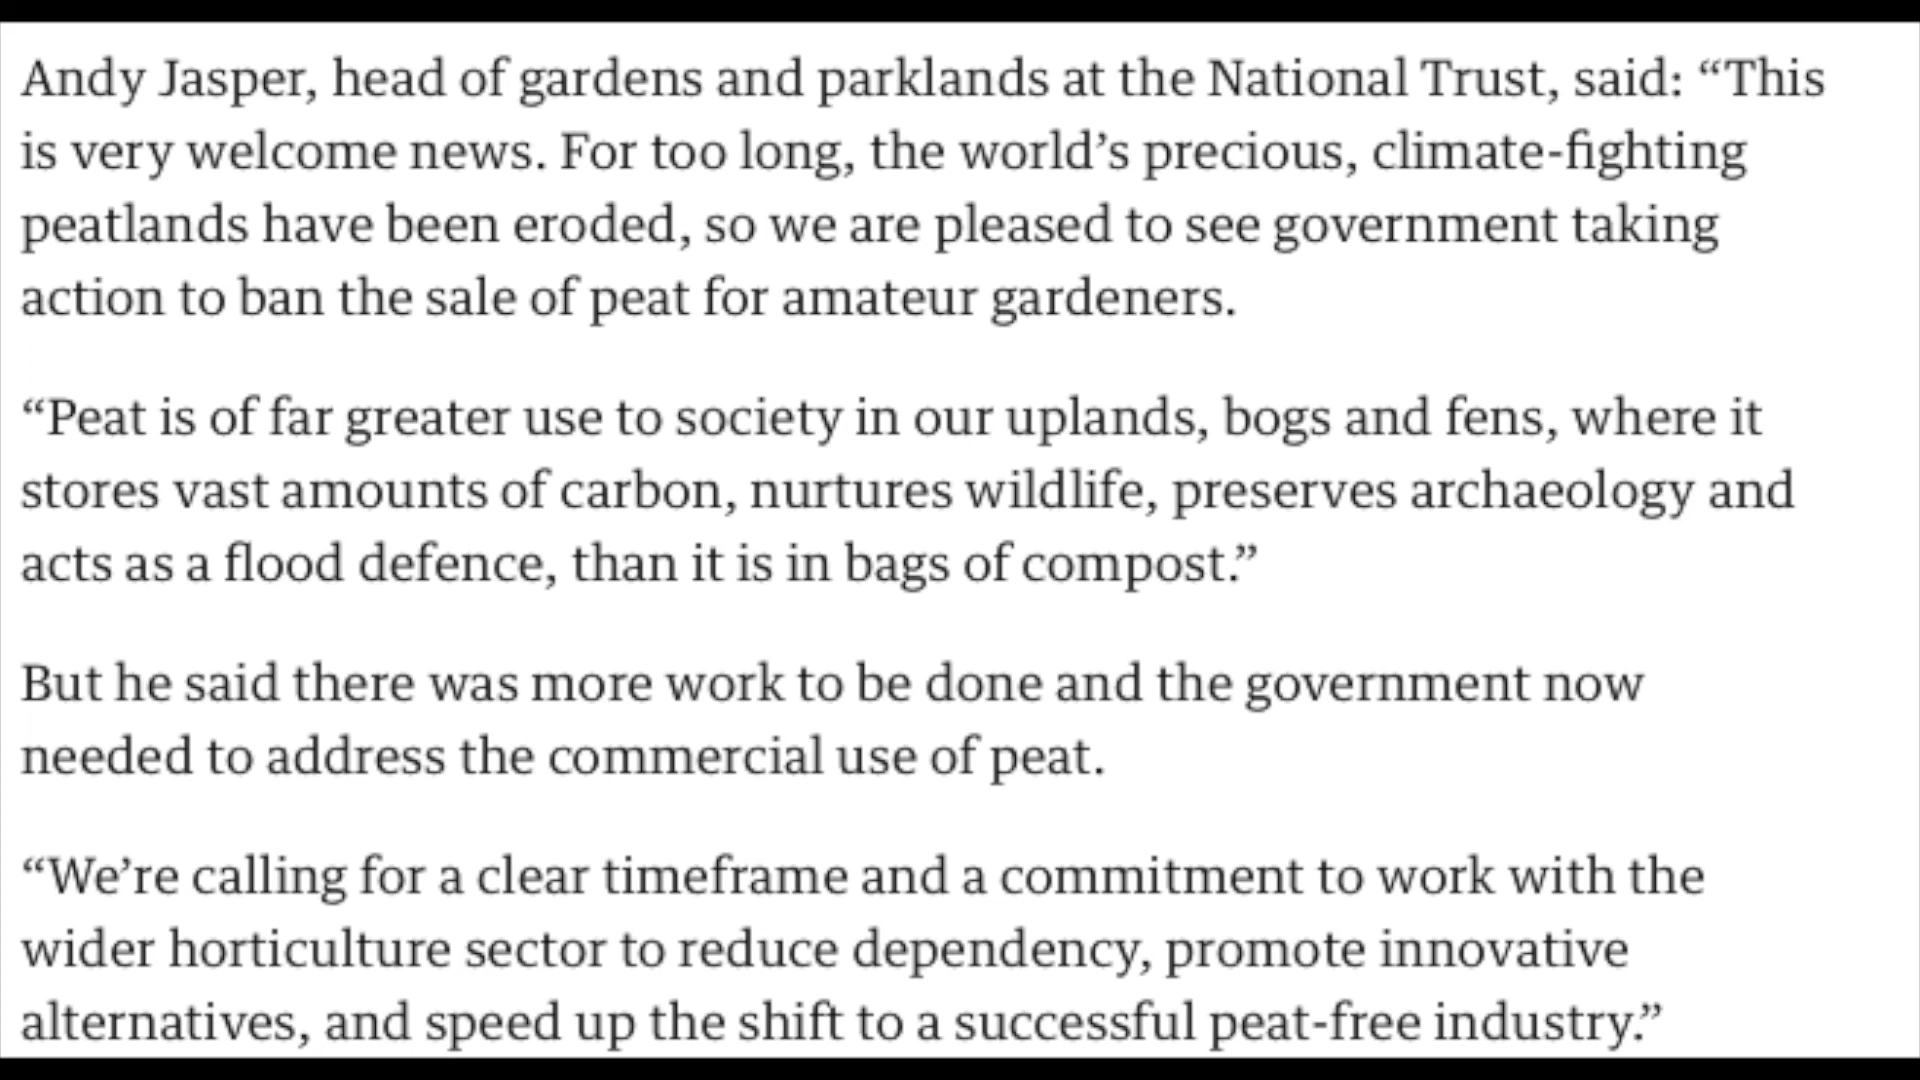 Andy Jasper, head of gardens and parklands at the National Trust, said: “This
is very welcome news. For too long, the world’s precious, climate-fighting
peatlands have been eroded, so we are pleased to see government taking
action to ban the sale of peat for amateur gardeners.
“Peat is of far greater use to society in our uplands, bogs and fens, where it
stores vast amounts of carbon, nurtures wildlife, preserves archaeology and
acts as a flood defence, than it is in bags of compost.”
But he said there was more work to be done and the government now
needed to address the commercial use of peat.
“We’re calling for a clear timeframe and a commitment to work with the
wider horticulture sector to reduce dependency, promote innovative
alternatives, and speed up the shift to a successful peat-free industry.”